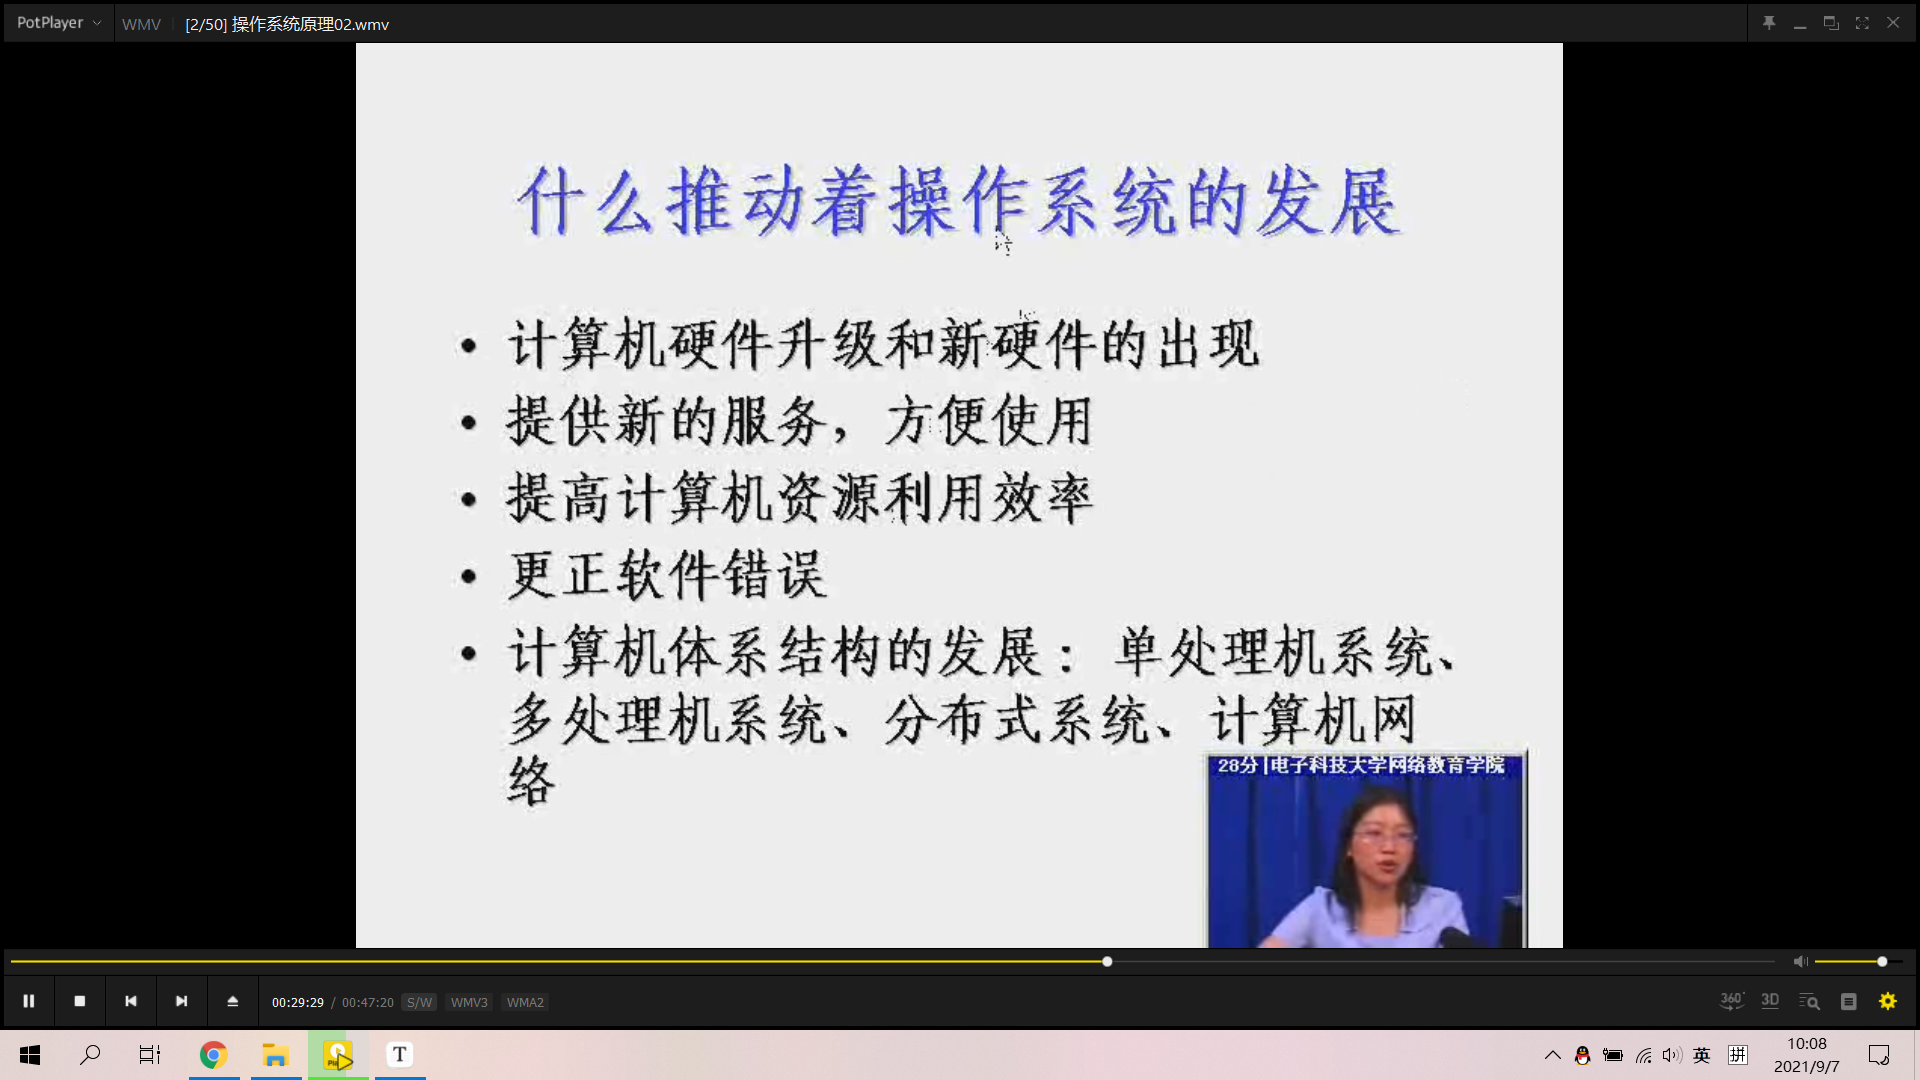 PotPlayer
WMV
[2/50] 操作系统原理02.wmv
什么推动着操作系统的发展
• 计算机硬件升级和新硬件的出现
• 提供新的服务，方便使用
• 提高计算机资源利用效率
• 更正软件错误
• 计算机体系结构的发展： 单处理机系统、
多处理机系统、分布式系统、计算机网
络
28分|电子科技大学网络教育学院
00:29:29 / 00:47:20 S/W WMV3 WMA2
360° 3D
T
英 拼
10:08
2021/9/7